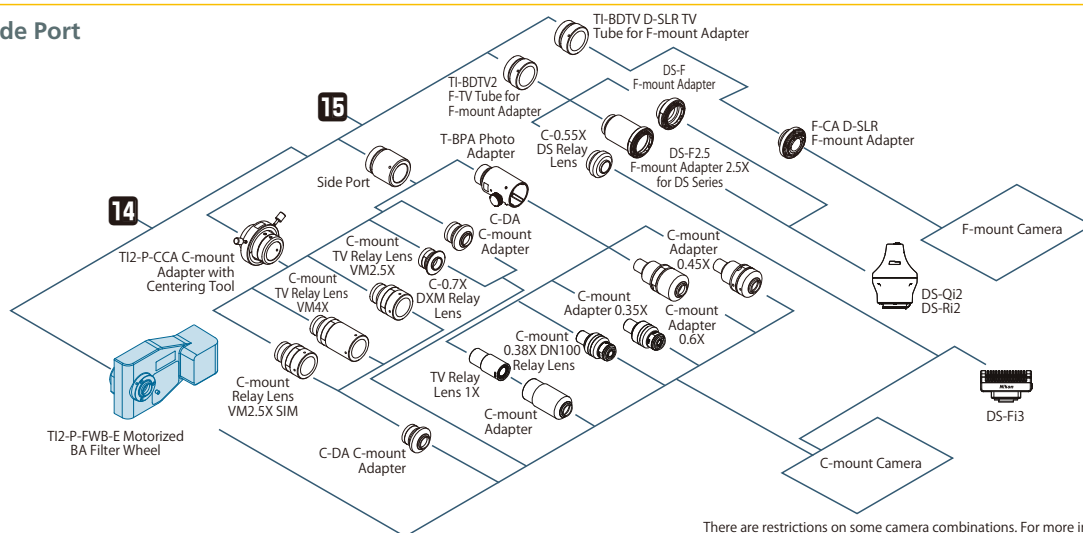 de Port
TI-BDTV D-SLR TV
Tube for F-mount Adapter
TI-BDTV2
F-TV Tube for
F-mount Adapter
DS-F
F-mount Adapter
15
C-0.55X
DS Relay
Lens
F-CA D-SLR
F-mount Adapter
T-BPA Photo
Adapter
DS-F2.5
F-mount Adapter 2.5X
for DS Series
Side Port
14
C-DA
C-mount
Adapter
F-mount Camera
TI2-P-CCA C-mount
Adapter with
Centering Tool
C-mount
TV Relay Lens
VM2.5X
C-mount
Adapter
0.45X
C-0.7X
DXM Relay
Lens
C-mount
TV Relay Lens
VM4X
C-mount
Adapter 0.35X
C-mount
Adapter
0.6X
DS-Qi2
DS-Ri2
C-mount
0.38X DN100
Relay Lens
TV Relay
Lens 1X
C-mount
Adapter
Nikon
DS-Fi3
C-mount
Relay Lens
VM2.5X SIM
TI2-P-FWB-E Motorized
BA Filter Wheel
C-DA C-mount
Adapter
C-mount Camera
There are restrictions on some camera combinations. For more in